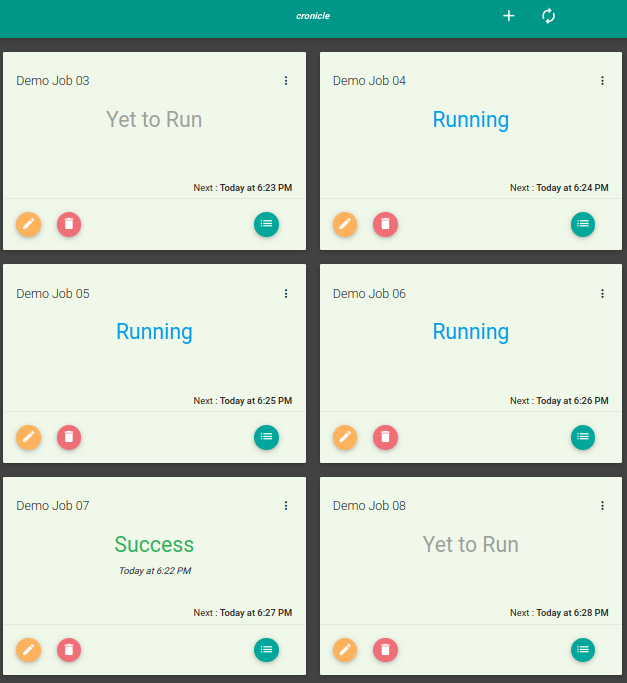 cronicle
Demo Job 03
Yet to Run
Next : Today at 6:23 PM
Demo Job 04
Running
Next : Today at 6:24 PM
Demo Job 05
Running
Next : Today at 6:25 PM
Demo Job 06
Running
Next : Today at 6:26 PM
Demo Job 07
Success
Today at 6:22 PM
Next : Today at 6:27 PM
Demo Job 08
Yet to Run
Next : Today at 6:28 PM